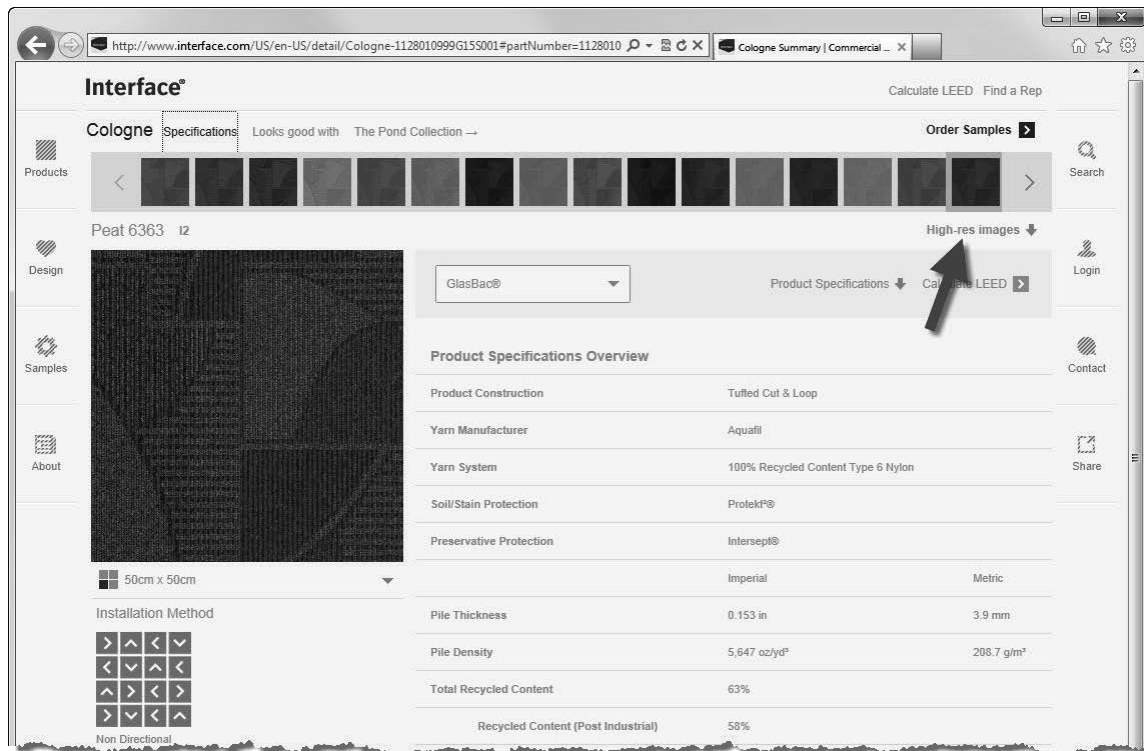 http://www.interface.com/US/en-US/detail/Cologne-1128010999G15S001#partNumber=1128010
Cologne Summary | Commercial ...
Interface®
Calculate LEED Find a Rep
Cologne Specifications Looks good with The Pond Collection →
Order Samples
Products
Search
Peat 6363 I2
High-res images
Design
Login
GlasBac®
Product Specifications
Calculate LEED
Samples
Contact
Product Specifications Overview
Product Construction Tufted Cut & Loop
Yarn Manufacturer Aquafil
About
Share
Yarn System 100% Recycled Content Type 6 Nylon
Soil/Stain Protection Protekt²®
Preservative Protection Intersept®
50cm x 50cm
Imperial Metric
Installation Method
Pile Thickness 0.153 in 3.9 mm
Pile Density 5,647 oz/yd³ 208.7 g/m³
Total Recycled Content 63%
Recycled Content (Post Industrial) 58%
Non Directional